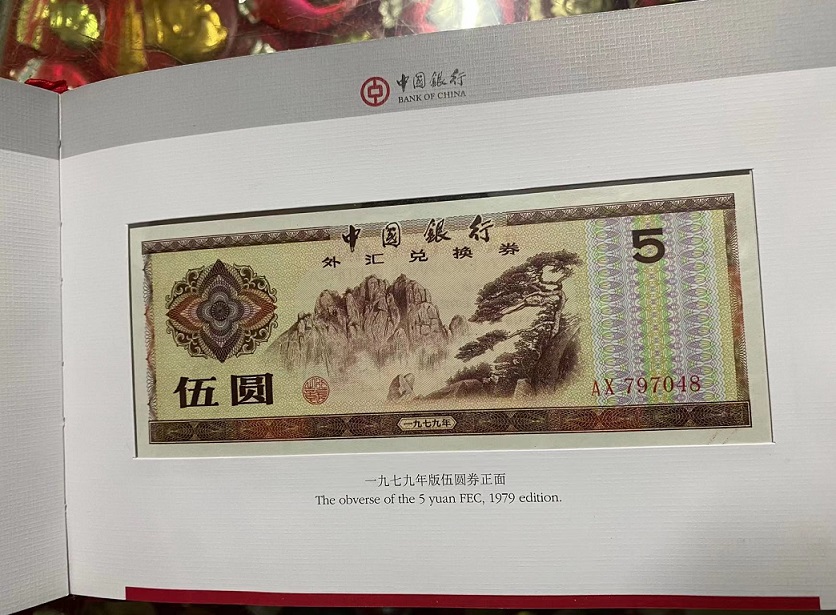 中国银行
BANK OF CHINA
中国银行
外汇兑换券
5
伍圆
AX 797048
一九七九年
一九七九年版伍圆券正面
The obverse of the 5 yuan FEC, 1979 edition.